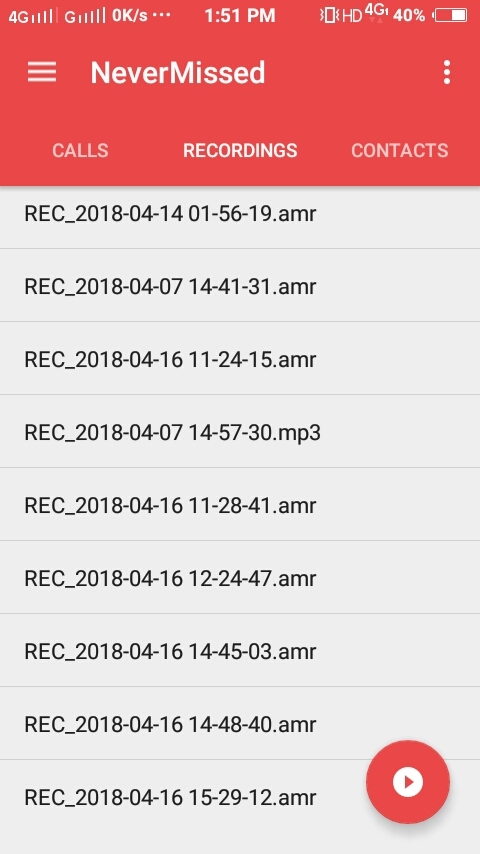 4G G 0K/s ... 1:51 PM HD 4G 40%
NeverMissed
CALLS RECORDINGS CONTACTS
REC_2018-04-14 01-56-19.amr
REC_2018-04-07 14-41-31.amr
REC_2018-04-16 11-24-15.amr
REC_2018-04-07 14-57-30.mp3
REC_2018-04-16 11-28-41.amr
REC_2018-04-16 12-24-47.amr
REC_2018-04-16 14-45-03.amr
REC_2018-04-16 14-48-40.amr
REC_2018-04-16 15-29-12.amr